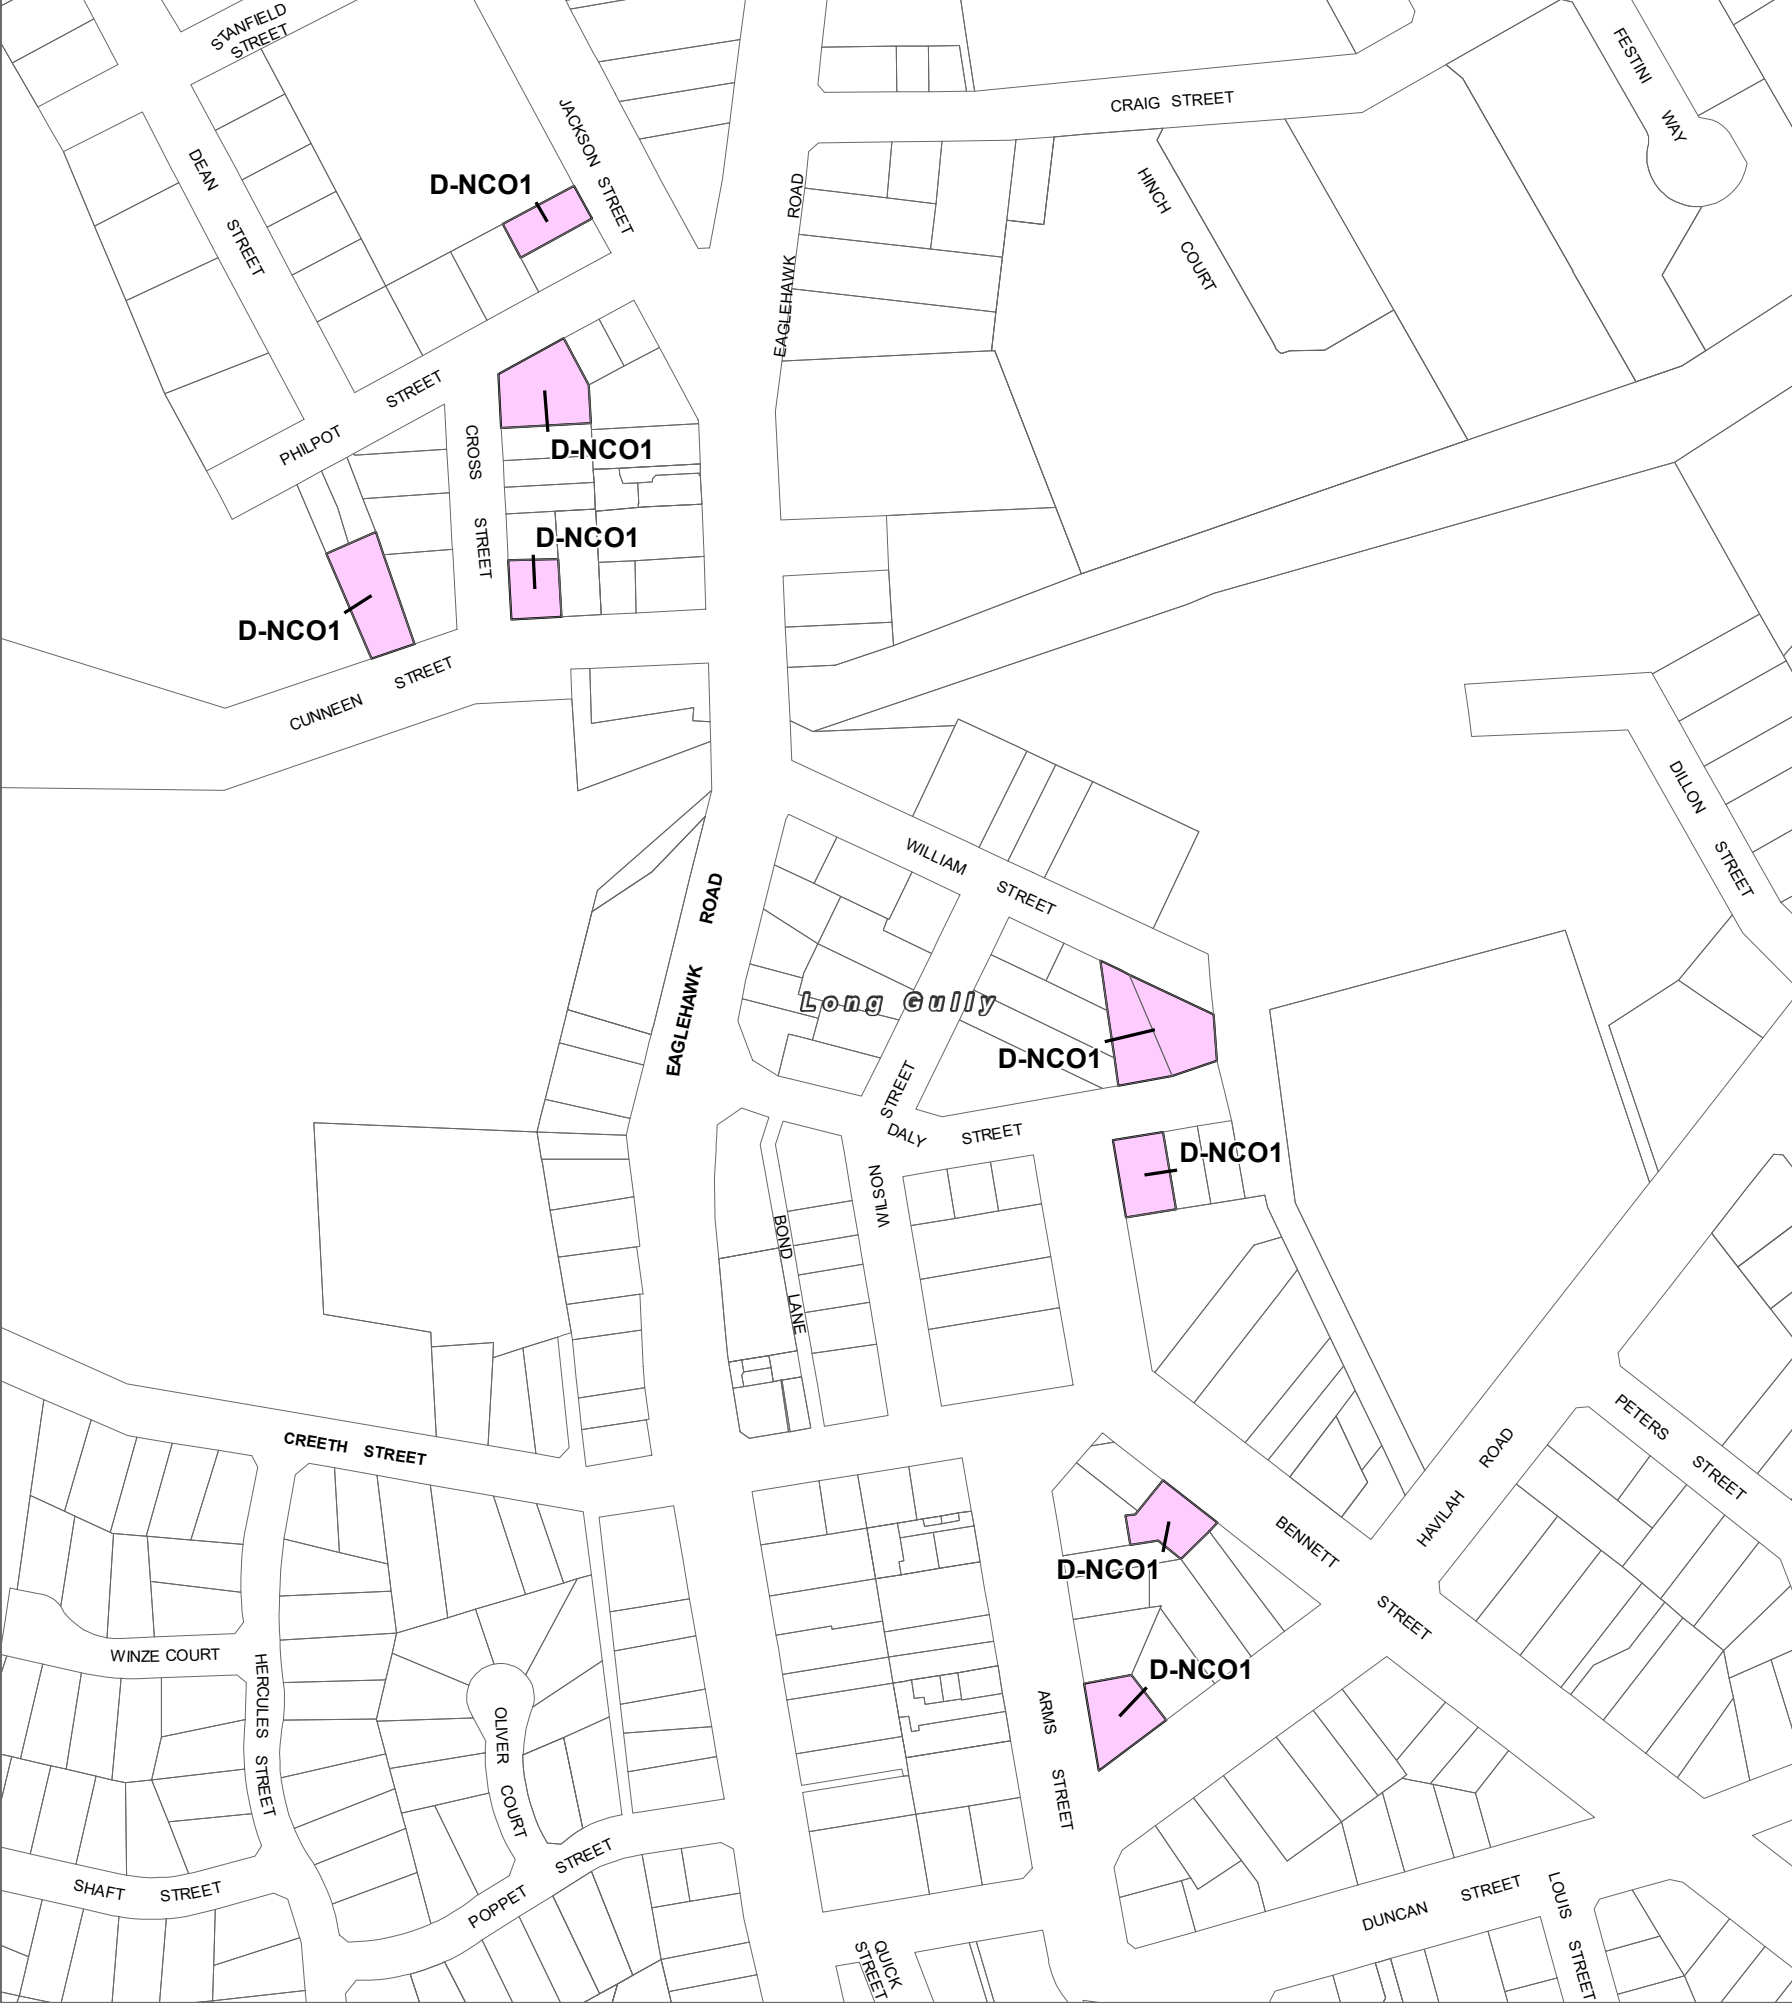 STANFIELD
STREET
FESTINI
WAY
CRAIG STREET
JACKSON STREET
DEAN STREET
D-NCO1
HINCH COURT
EAGLEHAWK ROAD
PHILPOT STREET
CROSS STREET
D-NCO1
D-NCO1
D-NCO1
CUNNEEN STREET
DILLON STREET
WILLIAM STREET
EAGLEHAWK ROAD
Long Gully
D-NCO1
WILSON STREET
DALY STREET
D-NCO1
BOND LANE
CREETH STREET
PETERS STREET
HAVILAH ROAD
BENNETT STREET
D-NCO1
WINZE COURT
HERCULES STREET
D-NCO1
OLIVER COURT
ARMS STREET
POPPET STREET
SHAFT STREET
DUNCAN STREET
LOUIS STREET
QUICK
STREET